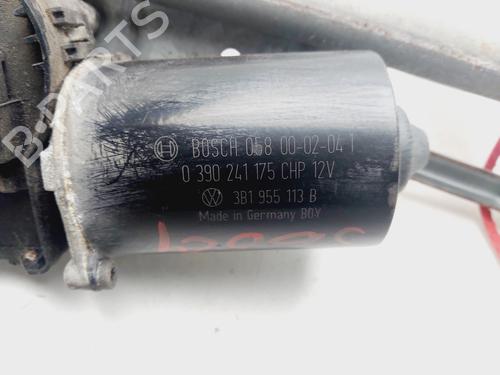 B-PARTS
BOSCH 058 00-02-04 1
0 390 241 175 CHP 12V
3B1 955 113 B
Made in Germany BOY